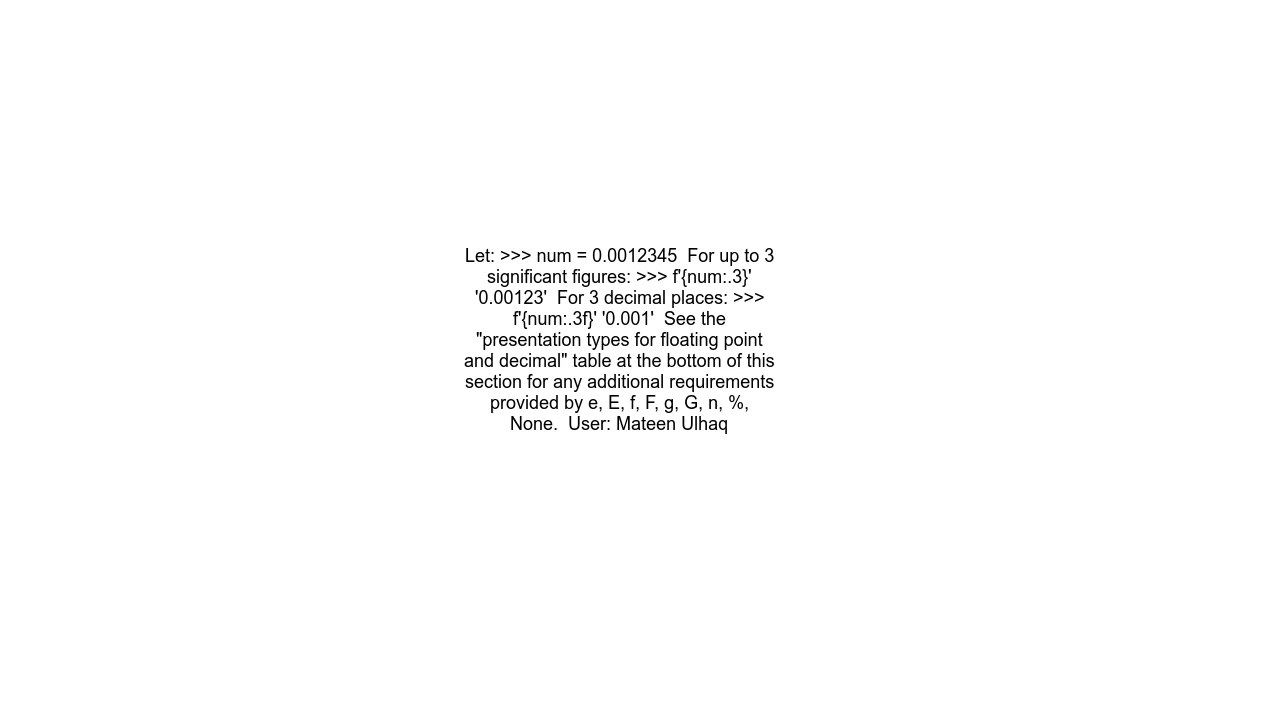 Let: >>> num = 0.0012345  For up to 3
significant figures: >>> f'{num:.3}'
'0.00123'  For 3 decimal places: >>>
f'{num:.3f}' '0.001'  See the
"presentation types for floating point
and decimal" table at the bottom of this
section for any additional requirements
provided by e, E, f, F, g, G, n, %,
None.  User: Mateen Ulhaq